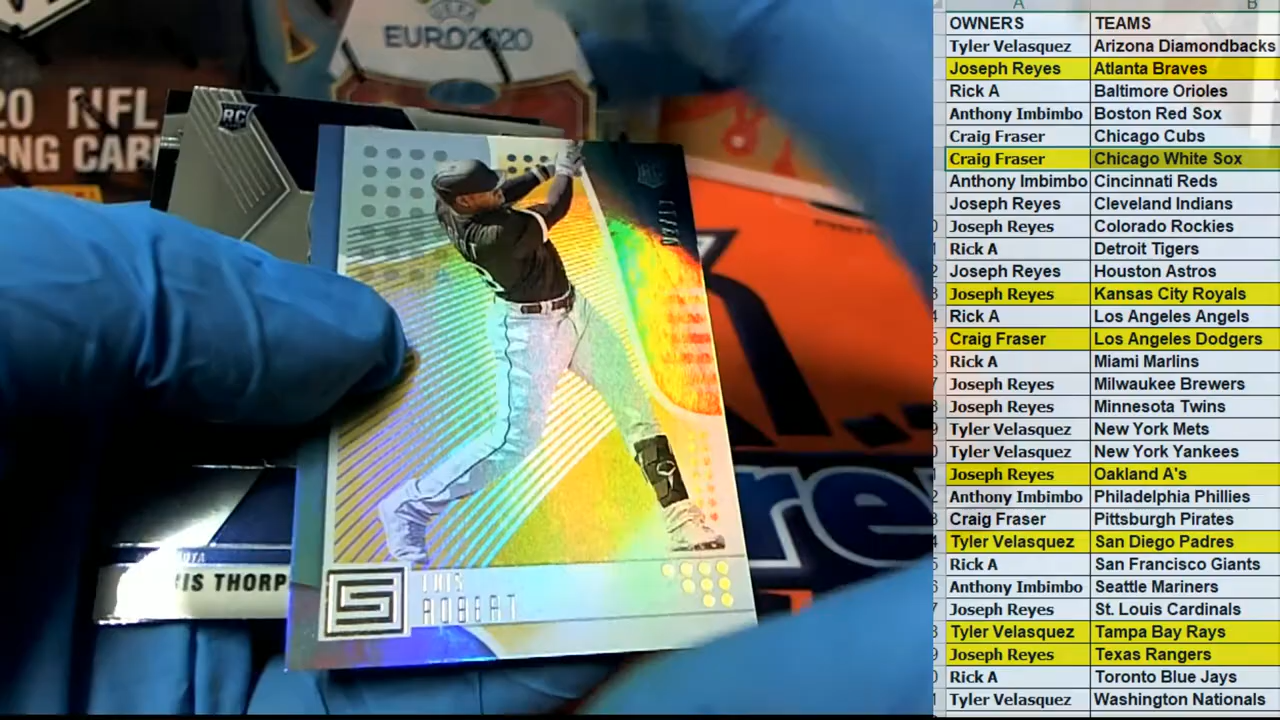 UEFA
EURO2020
20 NFL
NG CAR
RC
RC
LUIS
ROBERT
IS THORP
re
A
B
OWNERS TEAMS
Tyler Velasquez Arizona Diamondbacks
Joseph Reyes Atlanta Braves
Rick A Baltimore Orioles
Anthony Imbimbo Boston Red Sox
Craig Fraser Chicago Cubs
Craig Fraser Chicago White Sox
Anthony Imbimbo Cincinnati Reds
Joseph Reyes Cleveland Indians
Joseph Reyes Colorado Rockies
Rick A Detroit Tigers
Joseph Reyes Houston Astros
Joseph Reyes Kansas City Royals
Rick A Los Angeles Angels
Craig Fraser Los Angeles Dodgers
Rick A Miami Marlins
Joseph Reyes Milwaukee Brewers
Joseph Reyes Minnesota Twins
Tyler Velasquez New York Mets
Tyler Velasquez New York Yankees
Joseph Reyes Oakland A's
Anthony Imbimbo Philadelphia Phillies
Craig Fraser Pittsburgh Pirates
Tyler Velasquez San Diego Padres
Rick A San Francisco Giants
Anthony Imbimbo Seattle Mariners
Joseph Reyes St. Louis Cardinals
Tyler Velasquez Tampa Bay Rays
Joseph Reyes Texas Rangers
Rick A Toronto Blue Jays
Tyler Velasquez Washington Nationals